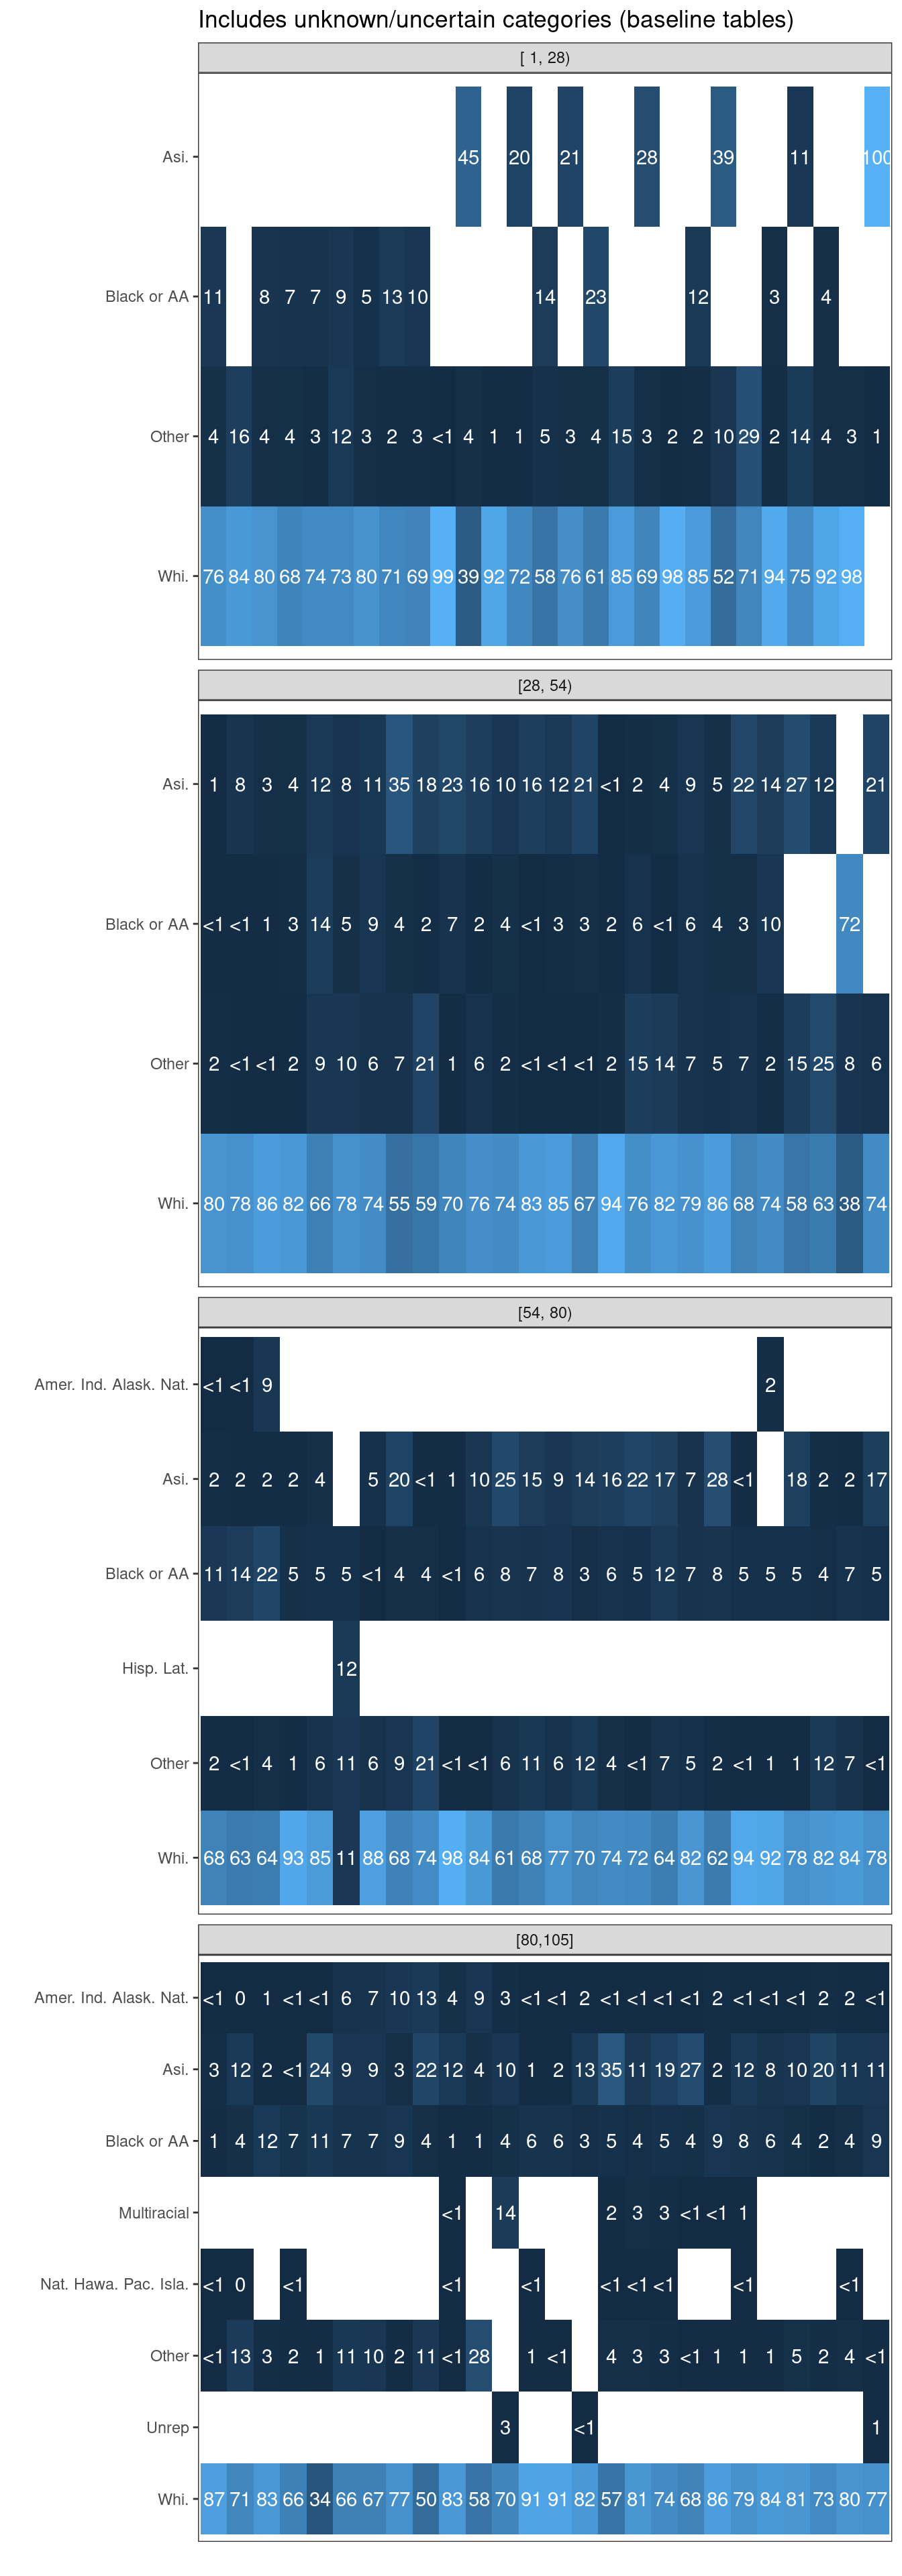 Includes unknown/uncertain categories (baseline tables)
[ 1, 28)
Asi. 45 20 21 28 39 11 100
Black or AA 11 8 7 7 9 5 13 10 14 23 12 3 4
Other 4 16 4 4 3 12 3 2 3 <1 4 1 1 5 3 4 15 3 2 2 10 29 2 14 4 3 1
Whi. 76 84 80 68 74 73 80 71 69 99 39 92 72 58 76 61 85 69 98 85 52 71 94 75 92 98
[28, 54)
Asi. 1 8 3 4 12 8 11 35 18 23 16 10 16 12 21 <1 2 4 9 5 22 14 27 12 21
Black or AA <1 <1 1 3 14 5 9 4 2 7 2 4 <1 3 3 2 6 <1 6 4 3 10 72
Other 2 <1 <1 2 9 10 6 7 21 1 6 2 <1 <1 <1 2 15 14 7 5 7 2 15 25 8 6
Whi. 80 78 86 82 66 78 74 55 59 70 76 74 83 85 67 94 76 82 79 86 68 74 58 63 38 74
[54, 80)
Amer. Ind. Alask. Nat. <1 <1 9 2
Asi. 2 2 2 2 4 5 20 <1 1 10 25 15 9 14 16 22 17 7 28 <1 18 2 2 17
Black or AA 11 14 22 5 5 5 <1 4 4 <1 6 8 7 8 3 6 5 12 7 8 5 5 5 4 7 5
Hisp. Lat. 12
Other 2 <1 4 1 6 11 6 9 21 <1 <1 6 11 6 12 4 <1 7 5 2 <1 1 1 12 7 <1
Whi. 68 63 64 93 85 11 88 68 74 98 84 61 68 77 70 74 72 64 82 62 94 92 78 82 84 78
[80,105]
Amer. Ind. Alask. Nat. <1 0 1 <1 <1 6 7 10 13 4 9 3 <1 <1 2 <1 <1 <1 <1 2 <1 <1 <1 2 2 <1
Asi. 3 12 2 <1 24 9 9 3 22 12 4 10 1 2 13 35 11 19 27 2 12 8 10 20 11 11
Black or AA 1 4 12 7 11 7 7 9 4 1 1 4 6 6 3 5 4 5 4 9 8 6 4 2 4 9
Multiracial <1 14 2 3 3 <1 <1 1
Nat. Hawa. Pac. Isla. <1 0 <1 <1 <1 <1 <1 <1 <1 <1
Other <1 13 3 2 1 11 10 2 11 <1 28 1 <1 4 3 3 <1 1 1 1 5 2 4 <1
Unrep 3 <1 1
Whi. 87 71 83 66 34 66 67 77 50 83 58 70 91 91 82 57 81 74 68 86 79 84 81 73 80 77